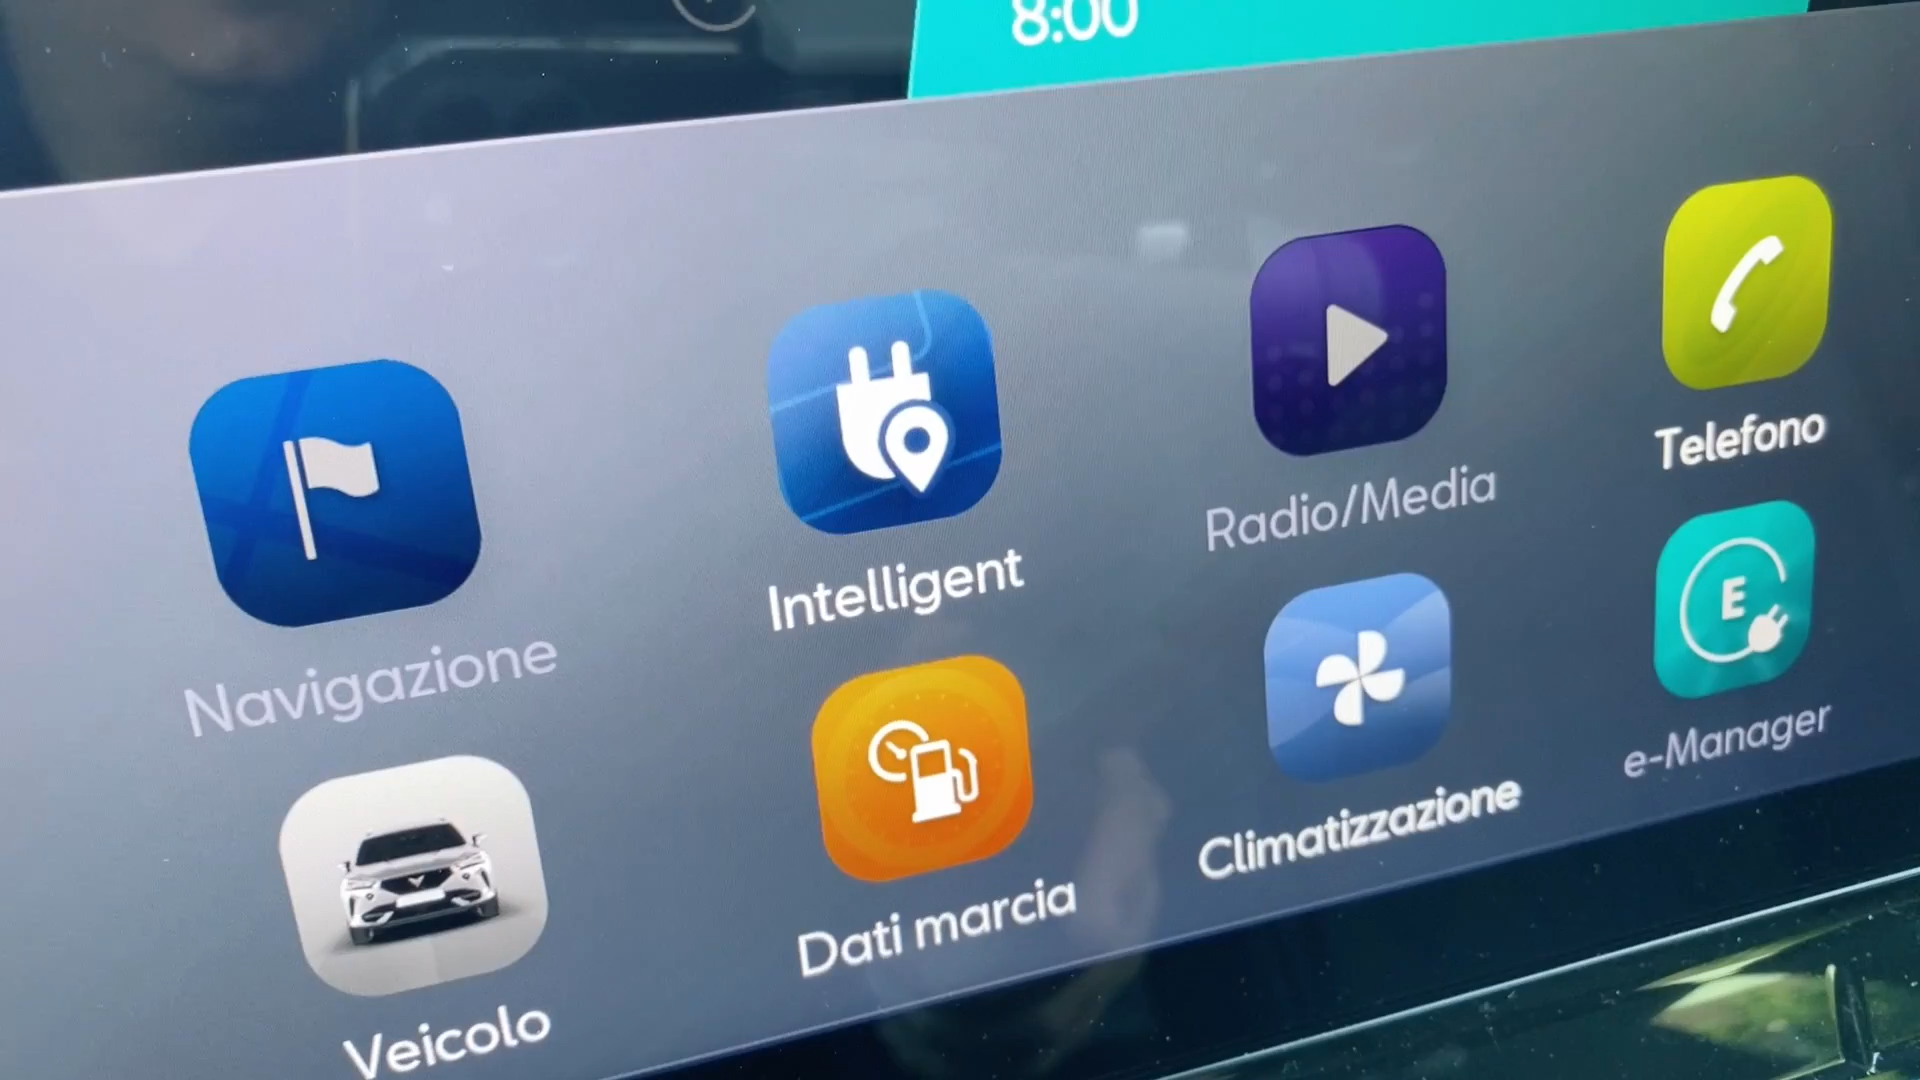 8:00
Navigazione
Intelligent
Radio/Media
Telefono
Veicolo
Dati marcia
Climatizzazione
E
e-Manager